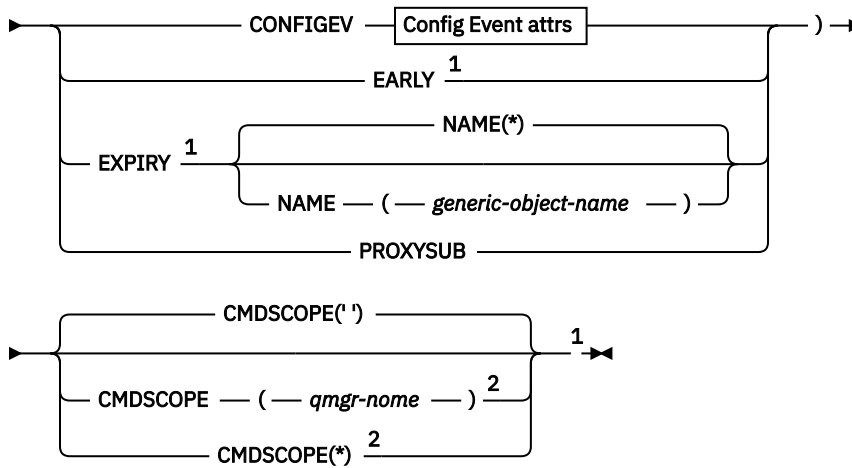 CONFIGEV Config Event attrs )
EARLY 1
NAME(*)
EXPIRY 1
NAME ( generic-object-name )
PROXYSUB
CMDSCOPE(' ')
1
CMDSCOPE ( qmgr-nome ) 2
CMDSCOPE(*) 2